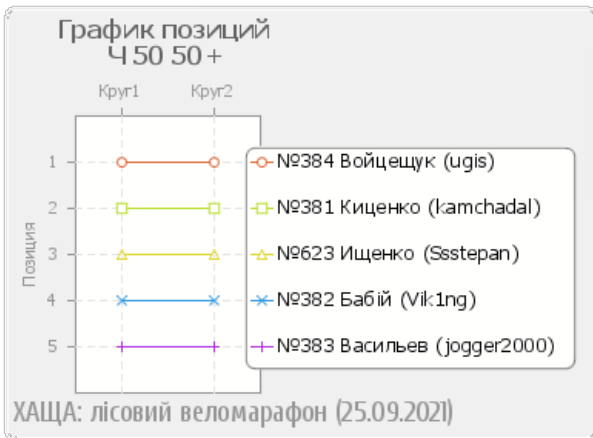 График позиций
Ч 50 50 +
Круг1 Круг2
Позиция
1
2
3
4
5
№384 Войцещук (ugis)
№381 Киценко (kamchadal)
№623 Ищенко (Ssstepan)
№382 Бабій (Vik1ng)
№383 Васильев (jogger2000)
ХАЩА: лісовий веломарафон (25.09.2021)